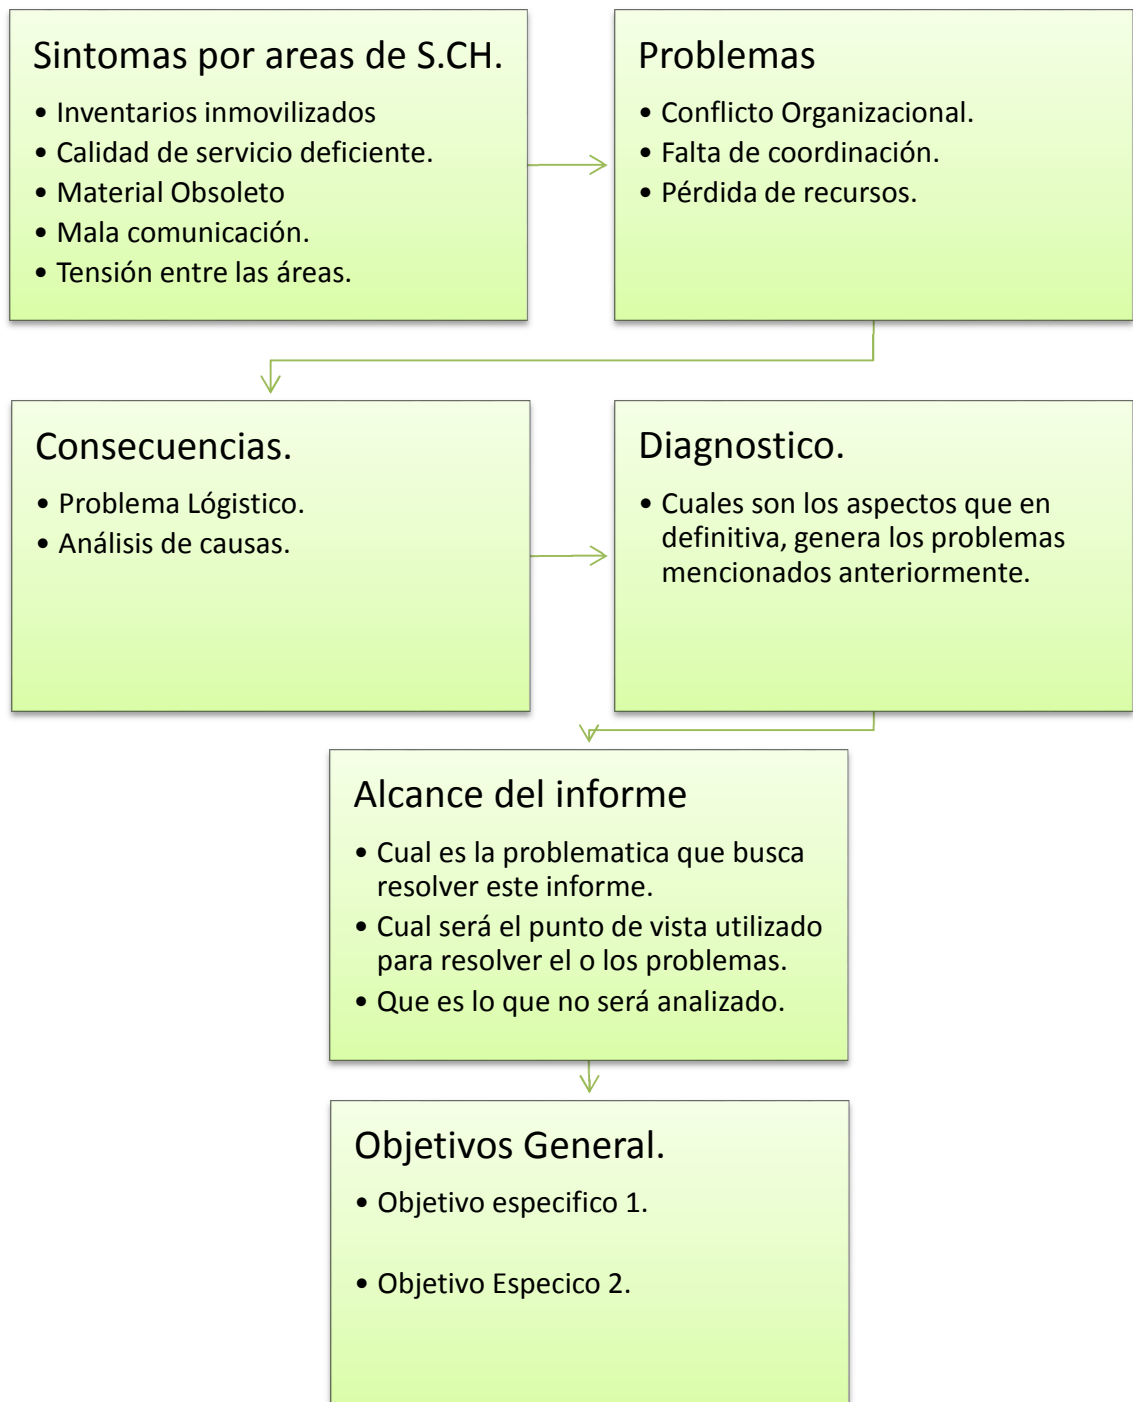 Sintomas por areas de S.CH.
• Inventarios inmovilizados
• Calidad de servicio deficiente.
• Material Obsoleto
• Mala comunicación.
• Tensión entre las áreas.
Problemas
• Conflicto Organizacional.
• Falta de coordinación.
• Pérdida de recursos.
Consecuencias.
• Problema Lógistico.
• Análisis de causas.
Diagnostico.
• Cuales son los aspectos que en
definitiva, genera los problemas
mencionados anteriormente.
Alcance del informe
• Cual es la problematica que busca
resolver este informe.
• Cual será el punto de vista utilizado
para resolver el o los problemas.
• Que es lo que no será analizado.
Objetivos General.
• Objetivo especifico 1.
• Objetivo Especico 2.